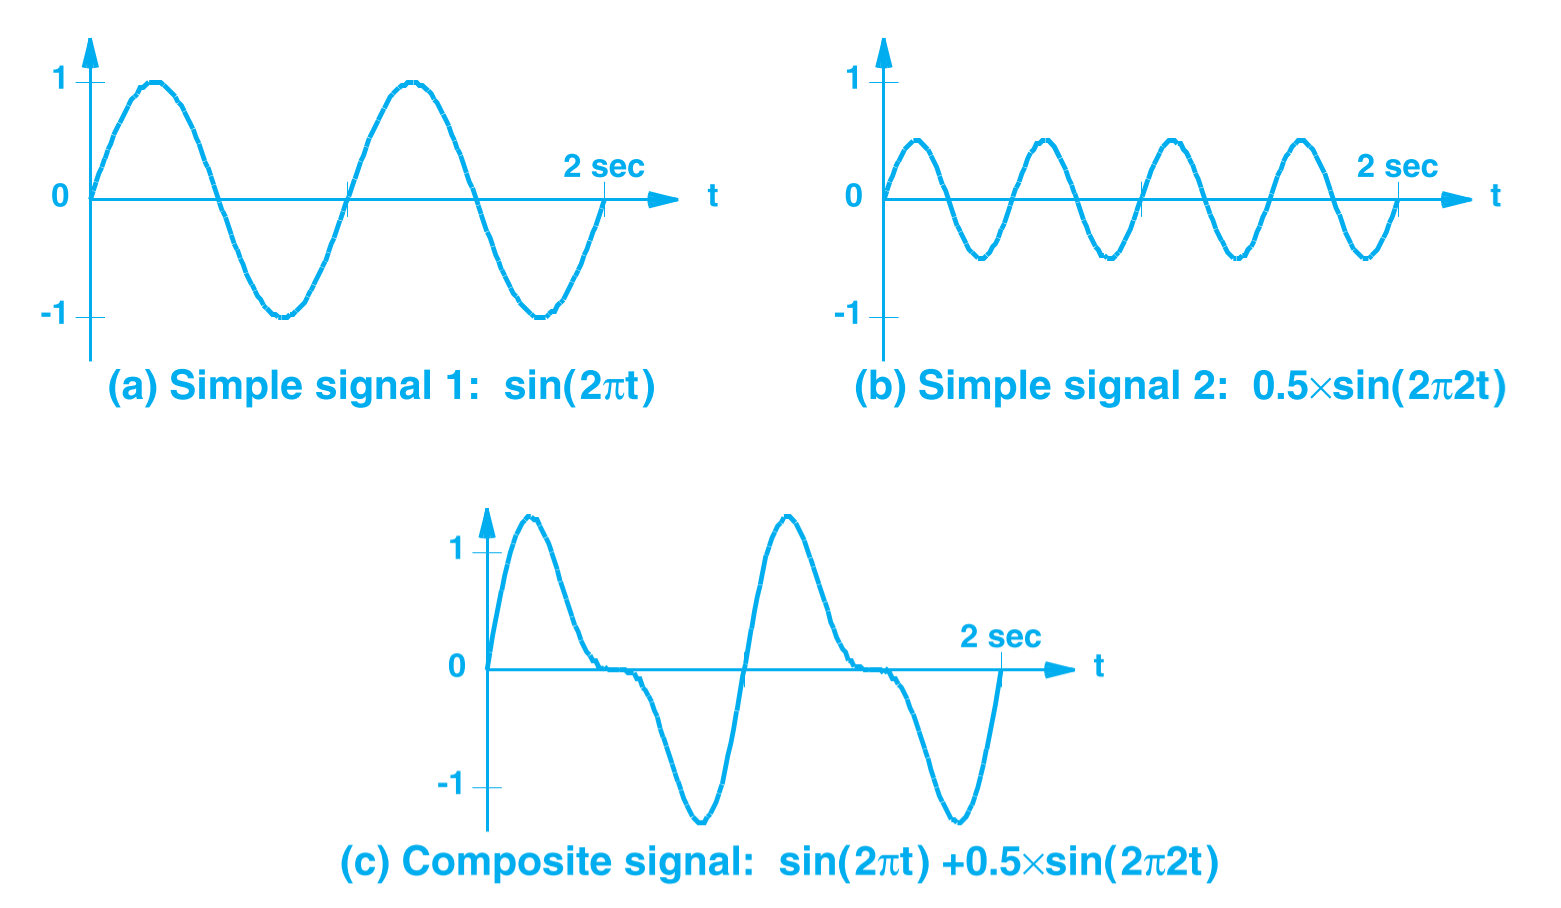 1
0
-1
2 sec
t
(a) Simple signal 1: sin(2πt)
1
0
-1
2 sec
t
(b) Simple signal 2: 0.5×sin(2π2t)
1
0
-1
2 sec
t
(c) Composite signal: sin(2πt) +0.5×sin(2π2t)